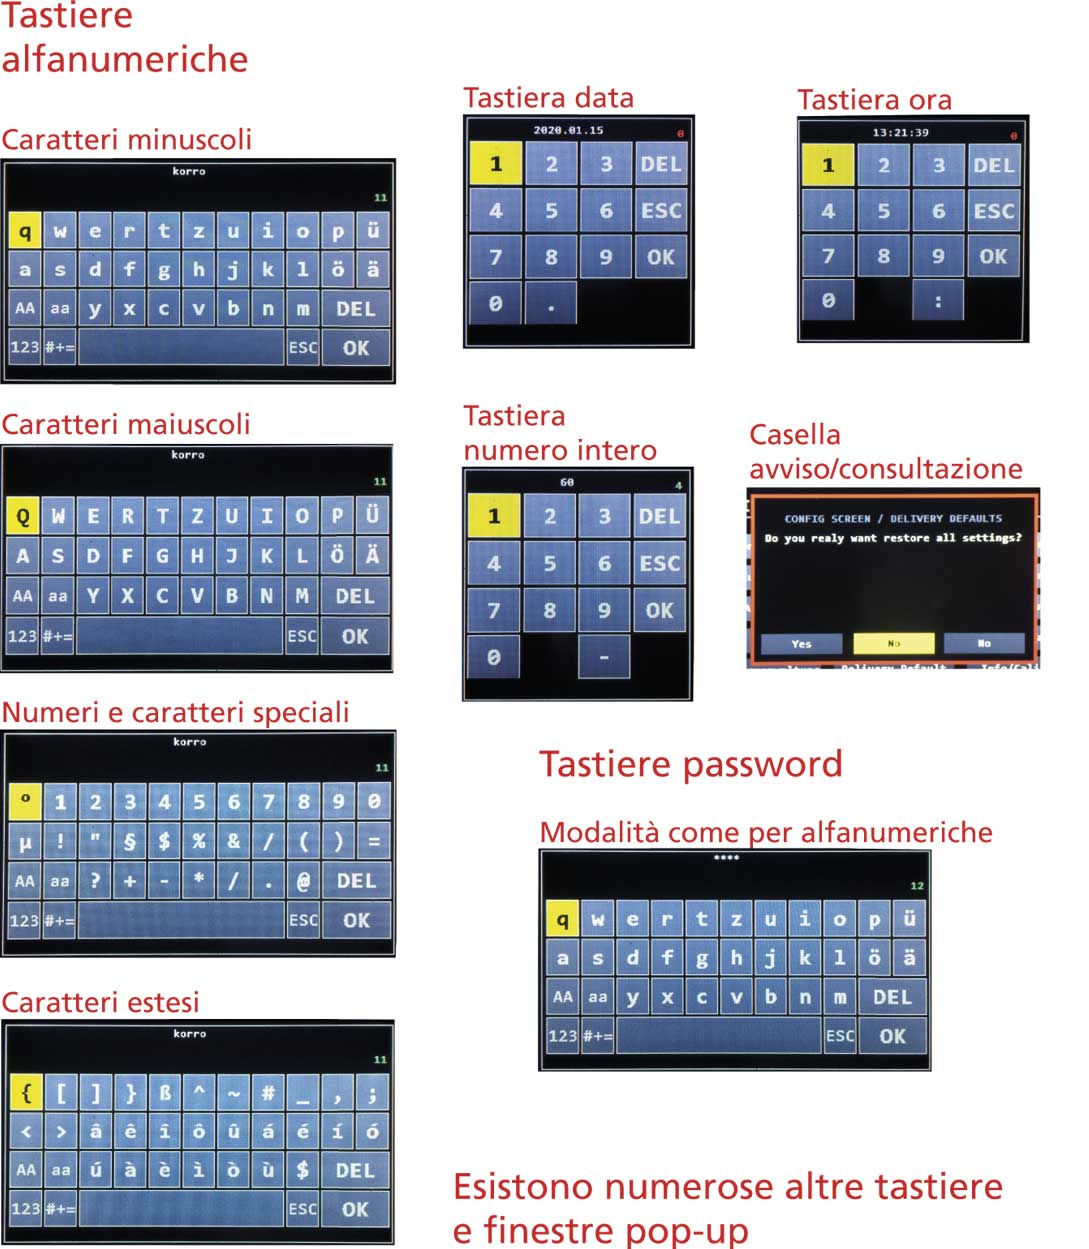 Tastiere
alfanumeriche
Caratteri minuscoli
korro
11
q w e r t z u i o p ü
a s d f g h j k l ö ä
AA aa y x c v b n m DEL
123 #+= ESC OK
Caratteri maiuscoli
korro
11
Q W E R T Z U I O P Ü
A S D F G H J K L Ö Ä
AA aa Y X C V B N M DEL
123 #+= ESC OK
Numeri e caratteri speciali
korro
11
º 1 2 3 4 5 6 7 8 9 0
µ ! " § $ % & / ( ) =
AA aa ? + - * / . @ DEL
123 #+= ESC OK
Caratteri estesi
korro
11
{ [ ] } ß ^ ~ # _ , ;
< > â ê î ô û á é í ó
AA aa ú à è ì ò ù $ DEL
123 #+= ESC OK
Tastiera data
2020.01.15
0
1 2 3 DEL
4 5 6 ESC
7 8 9 OK
0 .
Tastiera ora
13:21:39
0
1 2 3 DEL
4 5 6 ESC
7 8 9 OK
0 :
Tastiera
numero intero
60
4
1 2 3 DEL
4 5 6 ESC
7 8 9 OK
0 -
Casella
avviso/consultazione
CONFIG SCREEN / DELIVERY DEFAULTS
Do you realy want restore all settings?
Yes No No
Delivery Default Info/Cali
Tastiere password
Modalità come per alfanumeriche
****
12
q w e r t z u i o p ü
a s d f g h j k l ö ä
AA aa y x c v b n m DEL
123 #+= ESC OK
Esistono numerose altre tastiere
e finestre pop-up